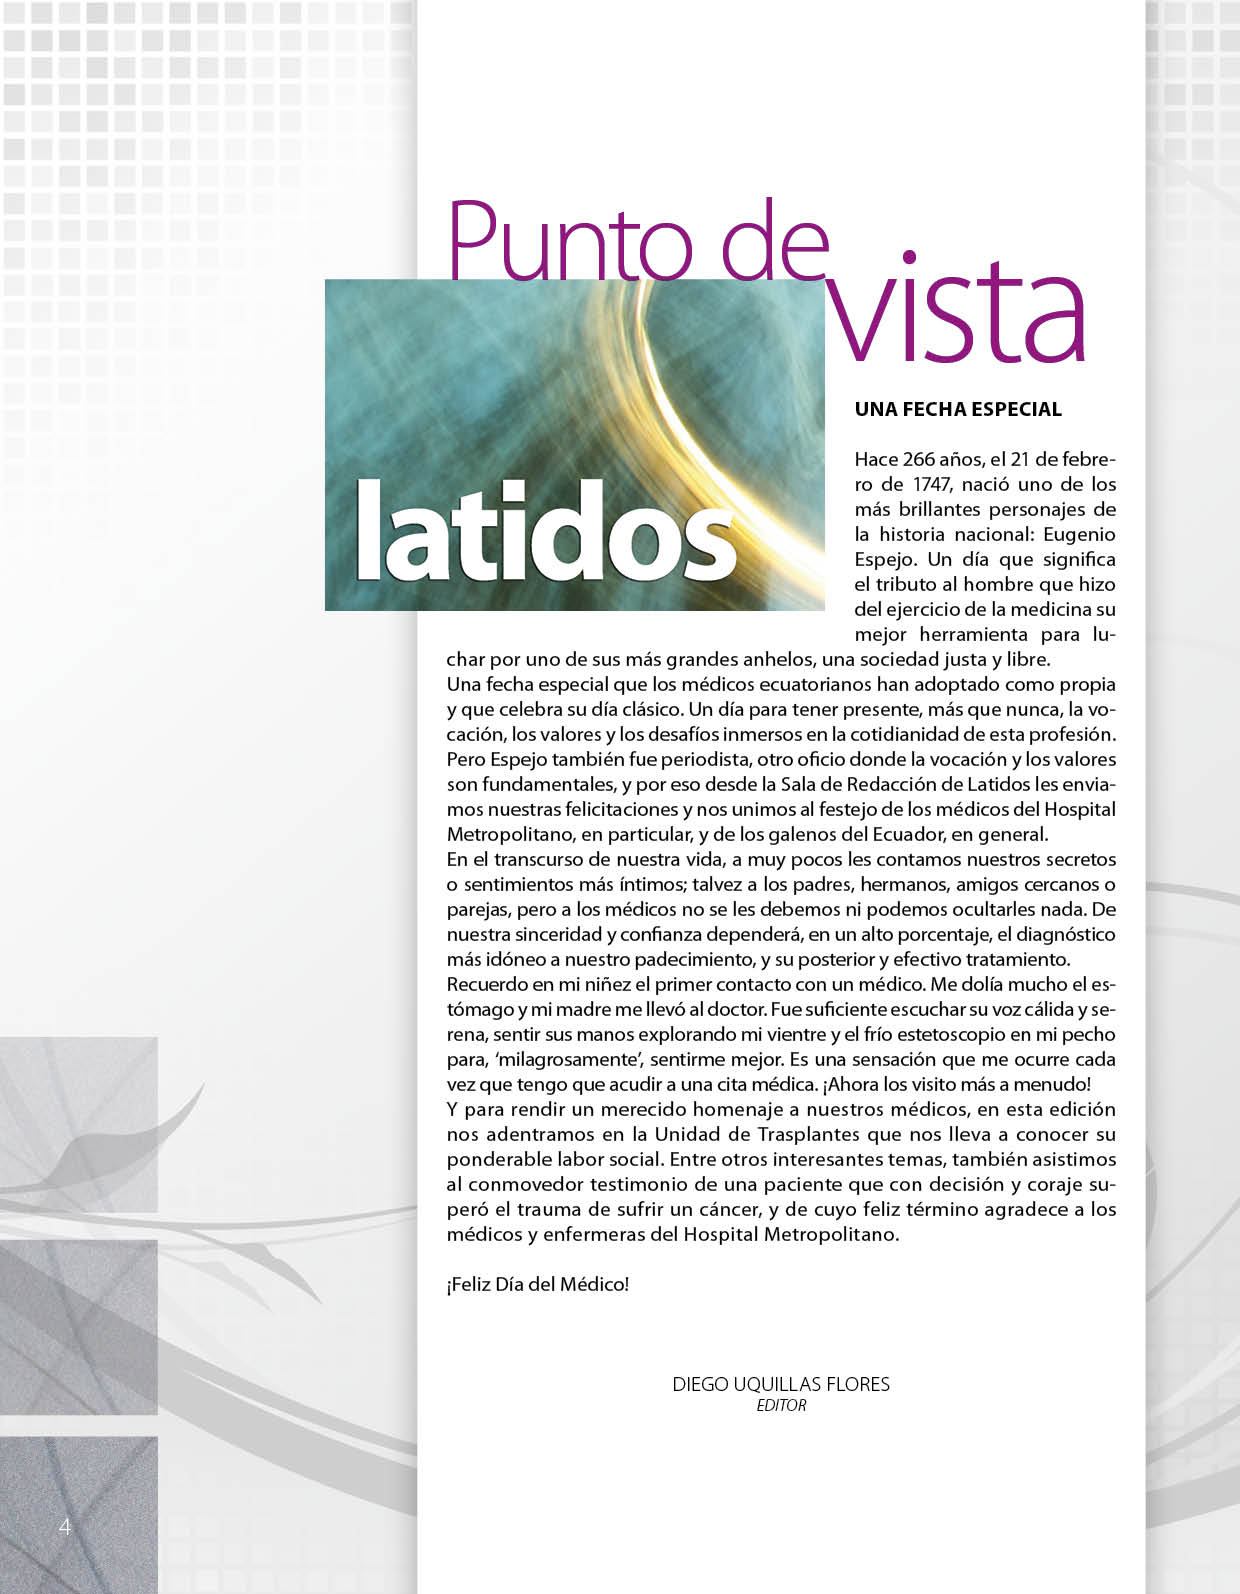 Punto de
vista
latidos
UNA FECHA ESPECIAL
Hace 266 años, el 21 de febre-
ro de 1747, nació uno de los
más brillantes personajes de
la historia nacional: Eugenio
Espejo. Un día que significa
el tributo al hombre que hizo
del ejercicio de la medicina su
mejor herramienta para lu-
char por uno de sus más grandes anhelos, una sociedad justa y libre.
Una fecha especial que los médicos ecuatorianos han adoptado como propia
y que celebra su día clásico. Un día para tener presente, más que nunca, la vo-
cación, los valores y los desafíos inmersos en la cotidianidad de esta profesión.
Pero Espejo también fue periodista, otro oficio donde la vocación y los valores
son fundamentales, y por eso desde la Sala de Redacción de Latidos les envia-
mos nuestras felicitaciones y nos unimos al festejo de los médicos del Hospital
Metropolitano, en particular, y de los galenos del Ecuador, en general.
En el transcurso de nuestra vida, a muy pocos les contamos nuestros secretos
o sentimientos más íntimos; talvez a los padres, hermanos, amigos cercanos o
parejas, pero a los médicos no se les debemos ni podemos ocultarles nada. De
nuestra sinceridad y confianza dependerá, en un alto porcentaje, el diagnóstico
más idóneo a nuestro padecimiento, y su posterior y efectivo tratamiento.
Recuerdo en mi niñez el primer contacto con un médico. Me dolía mucho el es-
tómago y mi madre me llevó al doctor. Fue suficiente escuchar su voz cálida y se-
rena, sentir sus manos explorando mi vientre y el frío estetoscopio en mi pecho
para, ‘milagrosamente’, sentirme mejor. Es una sensación que me ocurre cada
vez que tengo que acudir a una cita médica. ¡Ahora los visito más a menudo!
Y para rendir un merecido homenaje a nuestros médicos, en esta edición
nos adentramos en la Unidad de Trasplantes que nos lleva a conocer su
ponderable labor social. Entre otros interesantes temas, también asistimos
al conmovedor testimonio de una paciente que con decisión y coraje su-
peró el trauma de sufrir un cáncer, y de cuyo feliz término agradece a los
médicos y enfermeras del Hospital Metropolitano.
¡Feliz Día del Médico!
DIEGO UQUILLAS FLORES
EDITOR
4